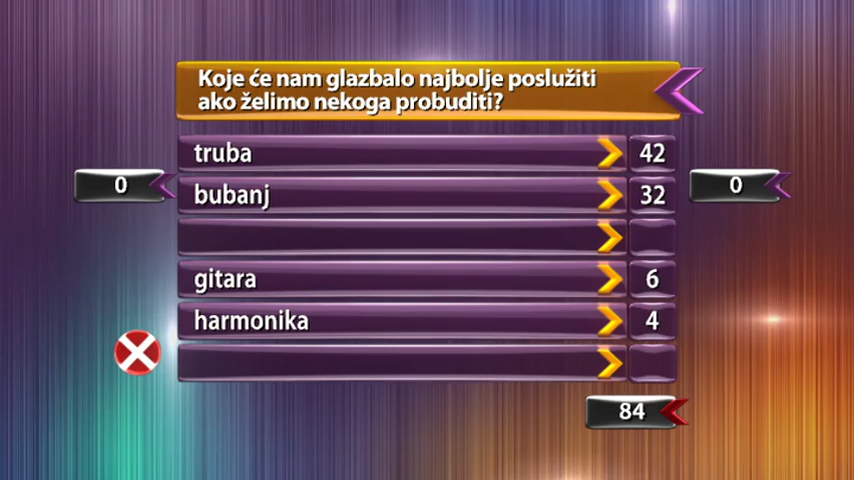 Koje će nam glazbalo najbolje poslužiti
ako želimo nekoga probuditi?
truba 42
0
bubanj 32
0
gitara 6
harmonika 4
84